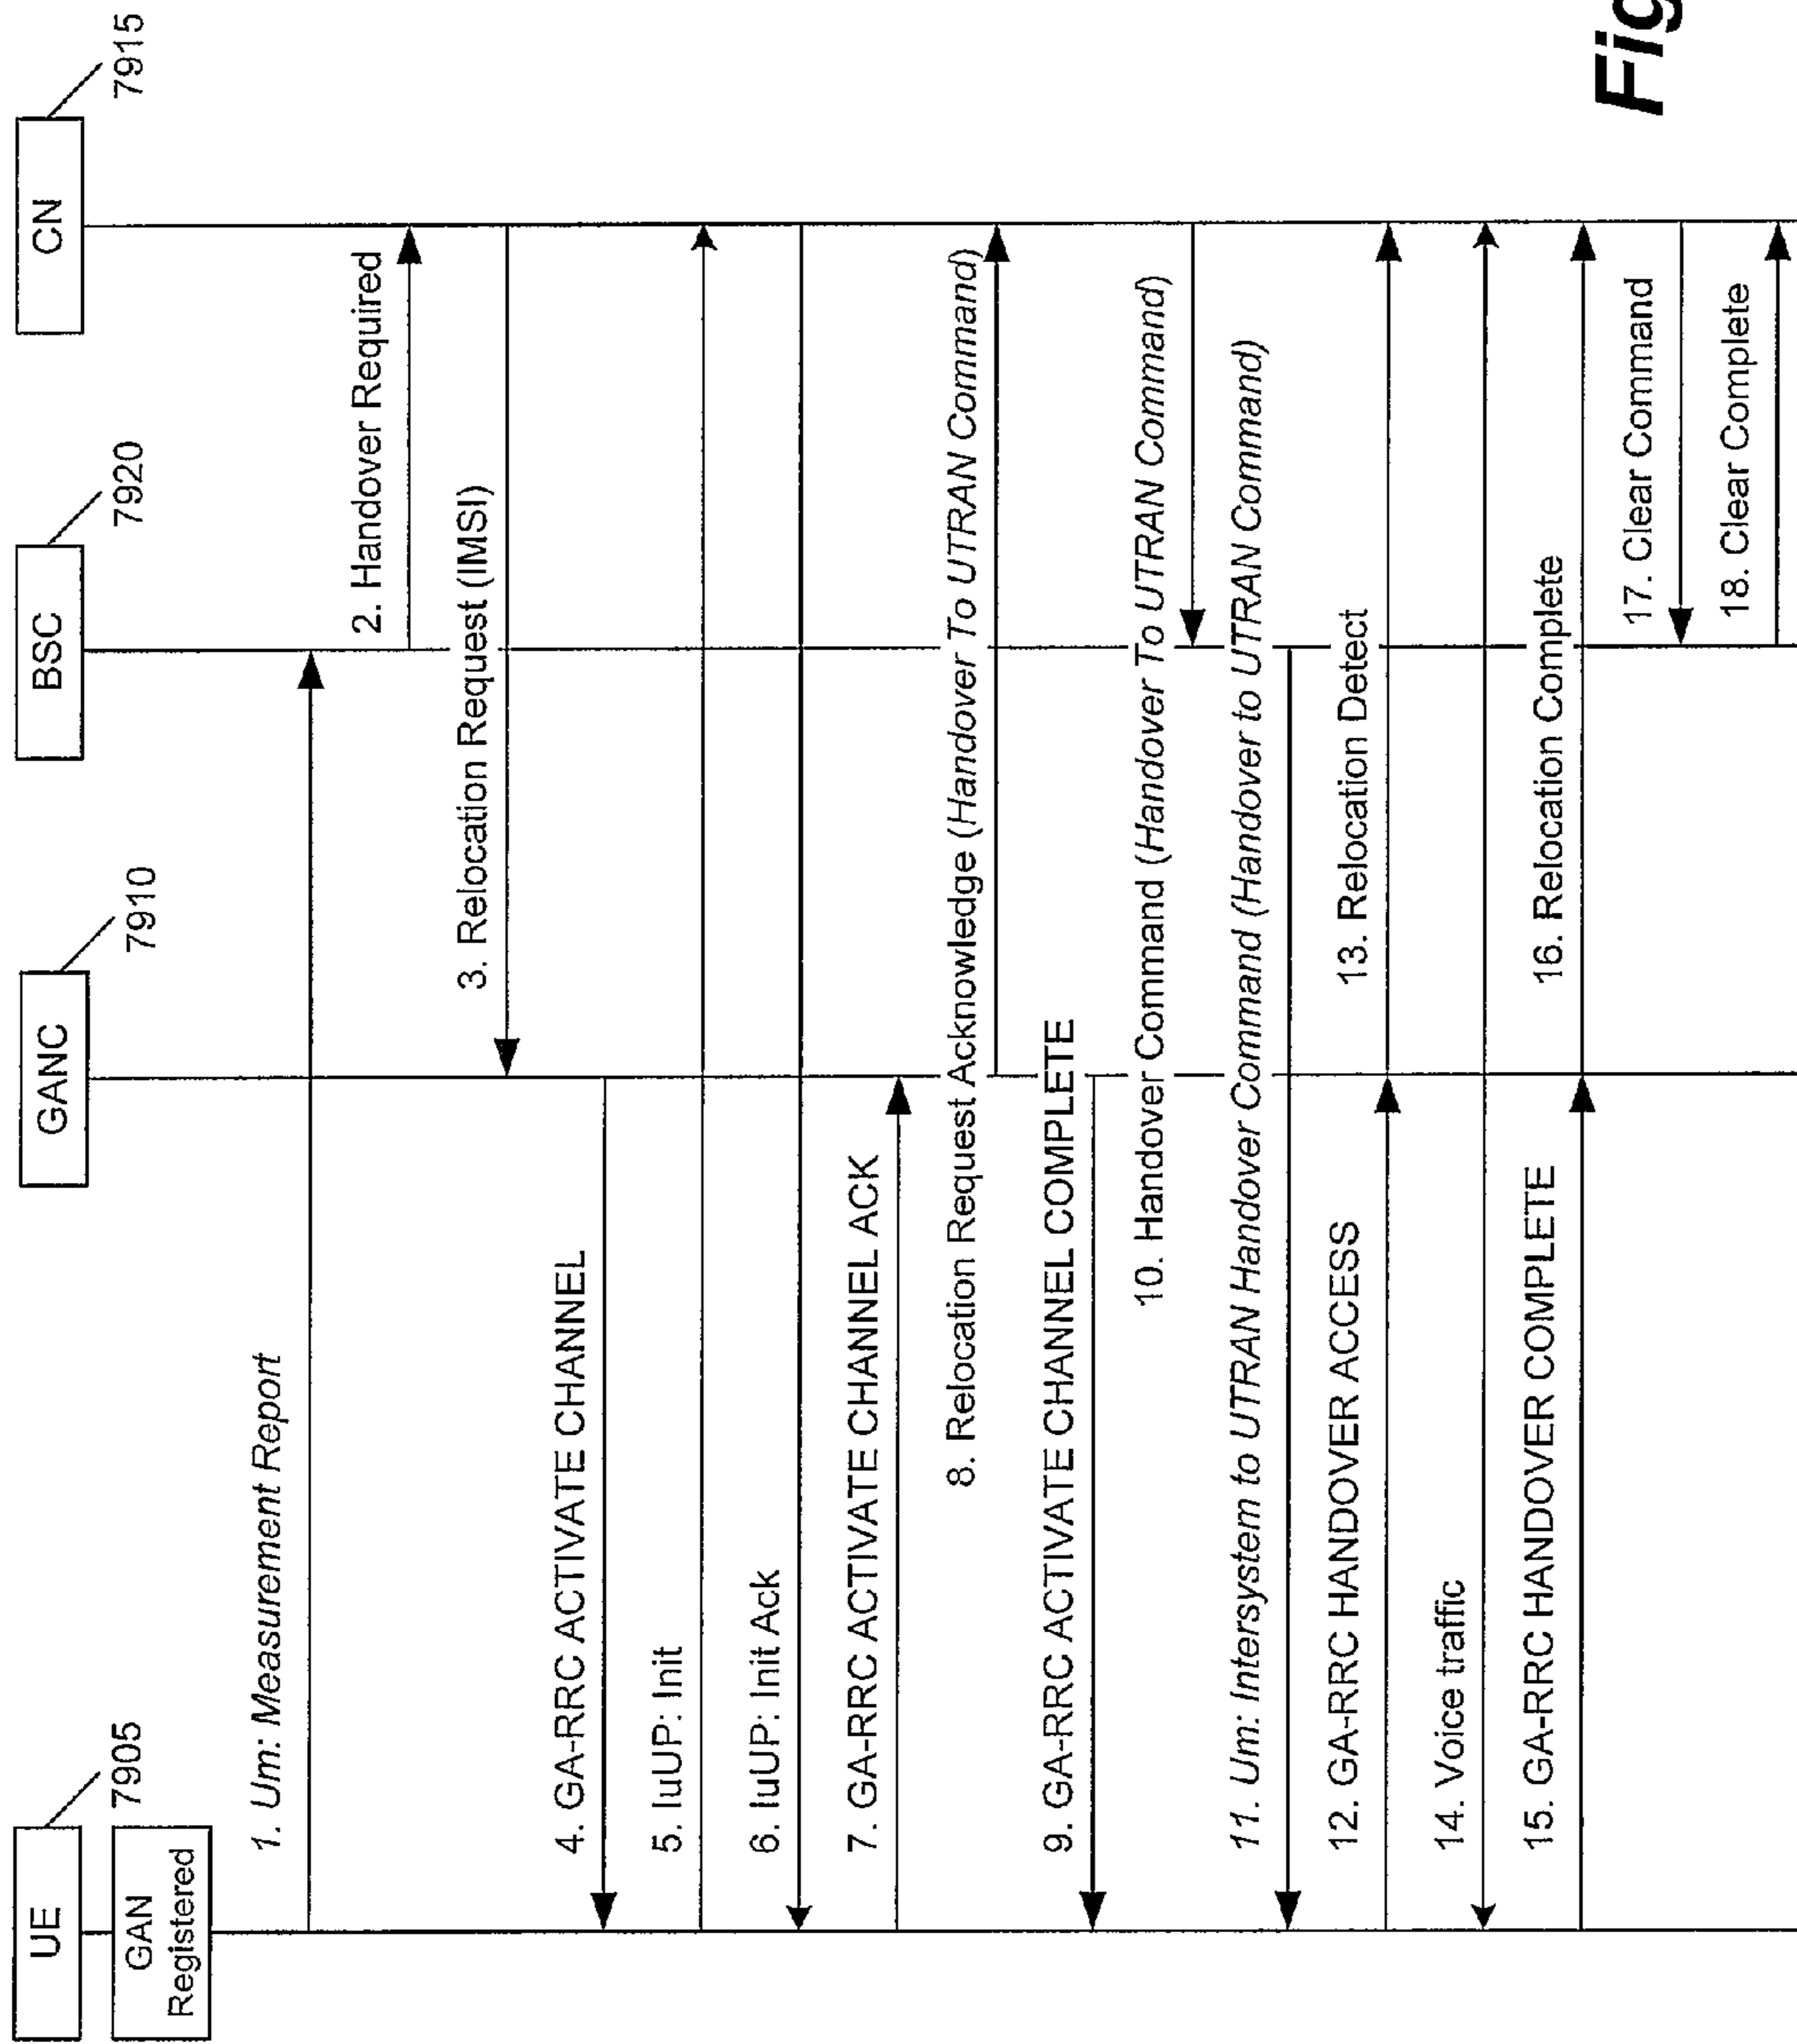 UE
7905
GAN
Registered
GANC
7910
BSC
7920
CN
7915
1. Um: Measurement Report
2. Handover Required
3. Relocation Request (IMSI)
4. GA-RRC ACTIVATE CHANNEL
5. IuUP: Init
6. IuUP: Init Ack
7. GA-RRC ACTIVATE CHANNEL ACK
8. Relocation Request Acknowledge (Handover To UTRAN Command)
9. GA-RRC ACTIVATE CHANNEL COMPLETE
10. Handover Command (Handover To UTRAN Command)
11. Um: Intersystem to UTRAN Handover Command (Handover to UTRAN Command)
12. GA-RRC HANDOVER ACCESS
13. Relocation Detect
14. Voice traffic
15. GA-RRC HANDOVER COMPLETE
16. Relocation Complete
17. Clear Command
18. Clear Complete
Fig